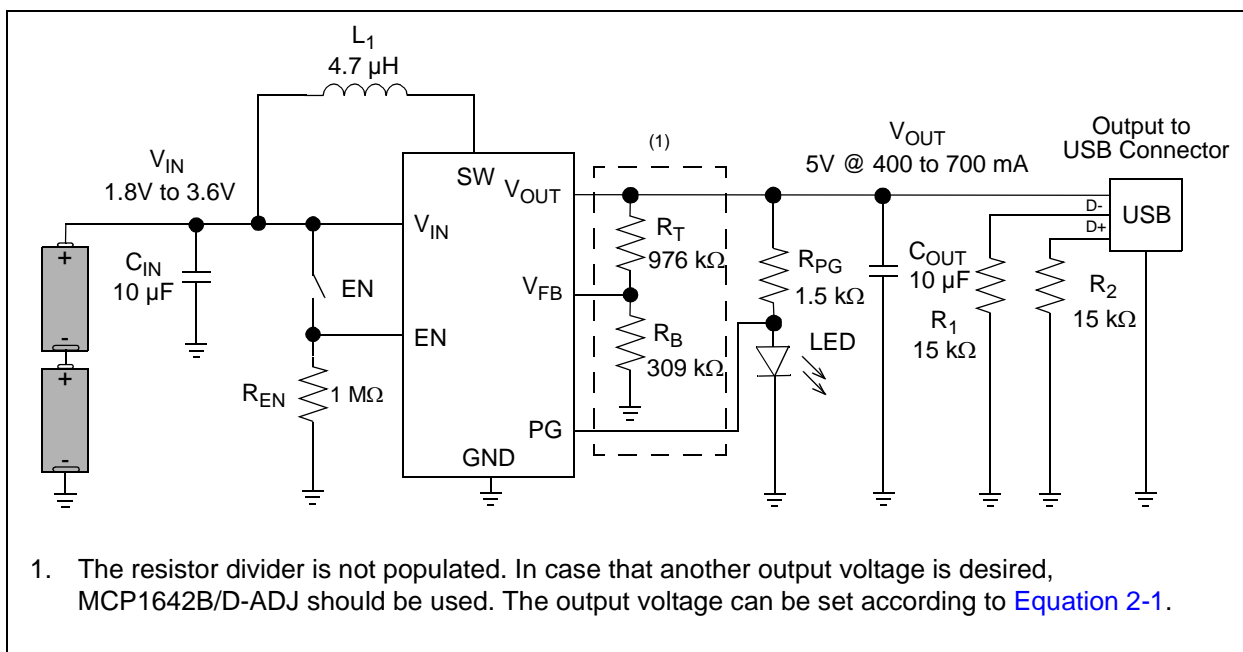 L1
4.7 µH
(1)
VOUT
5V @ 400 to 700 mA
Output to
USB Connector
VIN
1.8V to 3.6V
SW
VOUT
D-
D+
USB
VIN
+
CIN
10 µF
RT
976 kΩ
RPG
1.5 kΩ
COUT
10 µF
EN
VFB
R2
15 kΩ
-
EN
RB
309 kΩ
LED
R1
15 kΩ
+
REN
1 MΩ
PG
-
GND
1. The resistor divider is not populated. In case that another output voltage is desired,
MCP1642B/D-ADJ should be used. The output voltage can be set according to Equation 2-1.